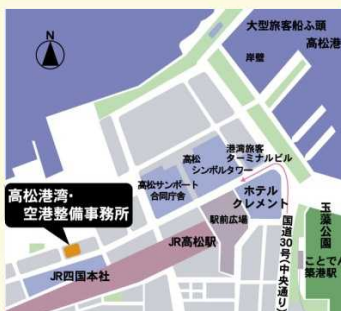 N
大型旅客船ふ頭
高松港
岸壁
港湾旅客
ターミナルビル
高松
シンボルタワー
高松サンポート
合同庁舎
ホテル
クレメント
高松港湾・
空港整備事務所
駅前広場
国道30号(中央通り)
玉藻公園
JR高松駅
ことでん
築港駅
JR四国本社